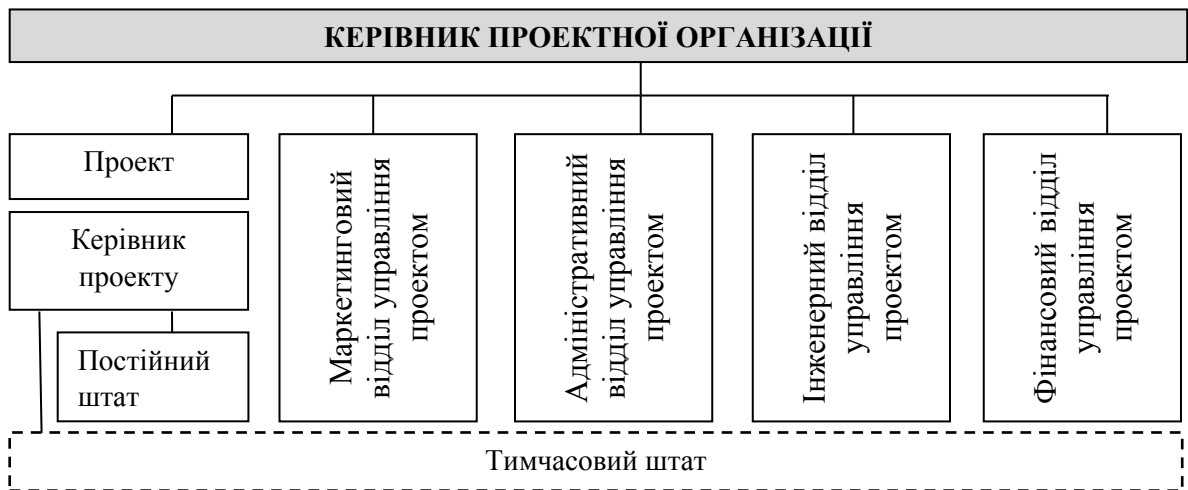 КЕРІВНИК ПРОЕКТНОЇ ОРГАНІЗАЦІЇ
Проект
Керівник
проекту
Постійний
штат
Маркетинговий
відділ управління
проектом
Адміністративний
відділ управління
проектом
Інженерний відділ
управління
проектом
Фінансовий відділ
управління
проектом
Тимчасовий штат